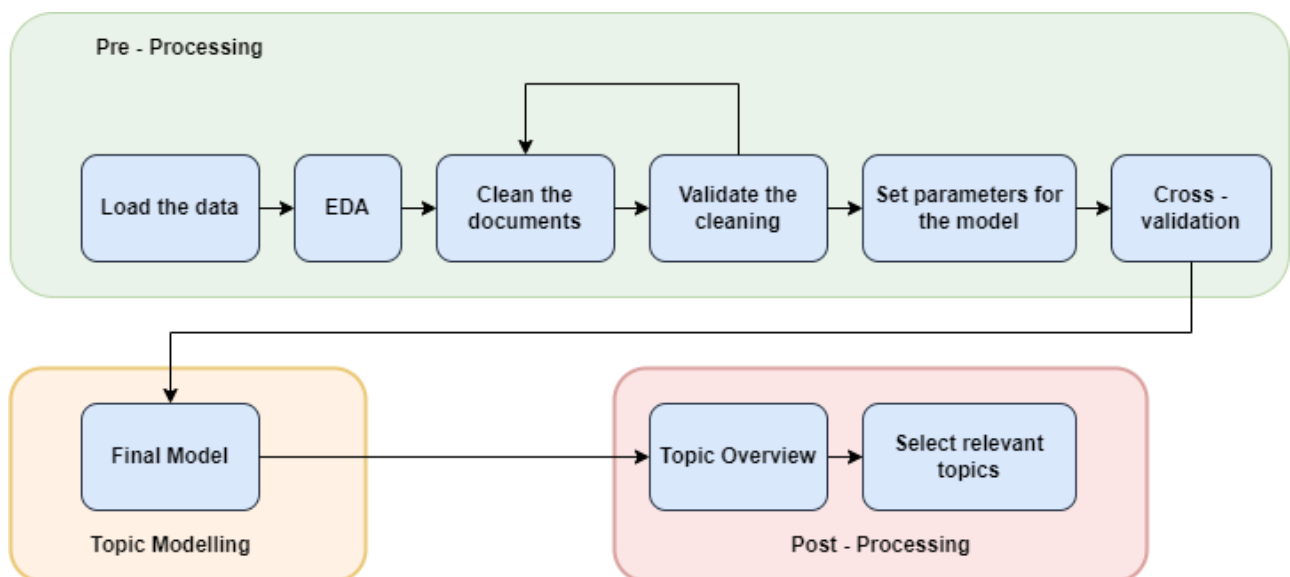 Pre - Processing
Load the data
EDA
Clean the
documents
Validate the
cleaning
Set parameters for
the model
Cross -
validation
Final Model
Topic Modelling
Topic Overview
Select relevant
topics
Post - Processing